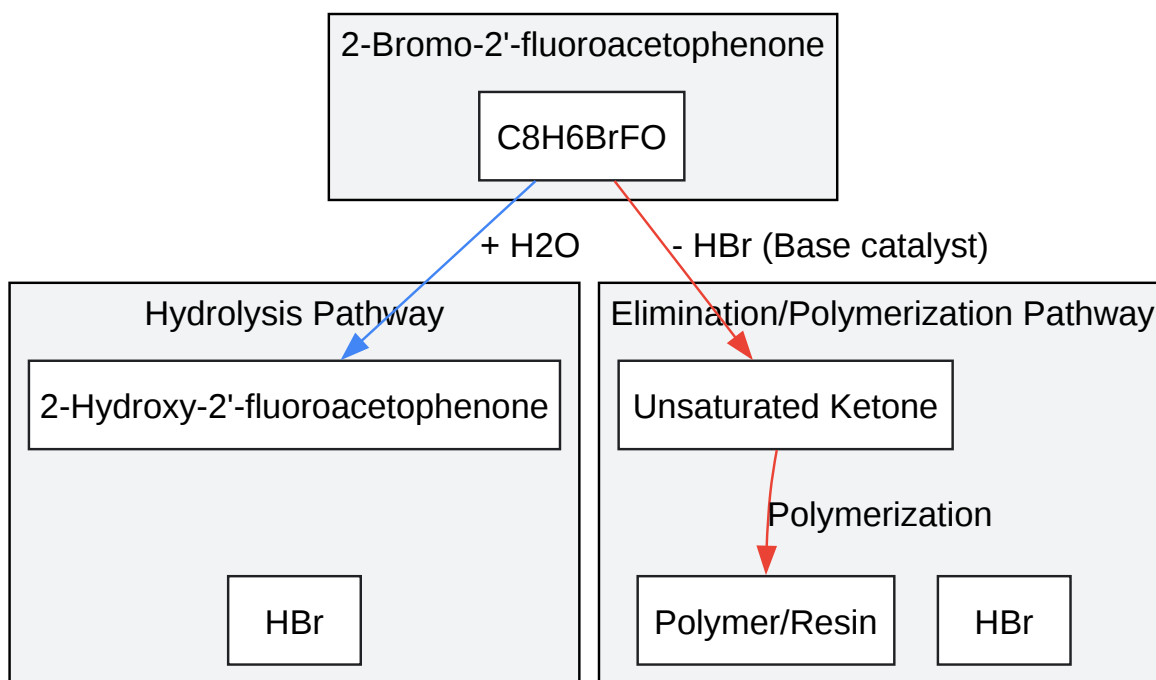 2-Bromo-2'-fluoroacetophenone
C8H6BrFO
+ H2O
- HBr (Base catalyst)
Hydrolysis Pathway
2-Hydroxy-2'-fluoroacetophenone
HBr
Elimination/Polymerization Pathway
Unsaturated Ketone
Polymerization
Polymer/Resin
HBr